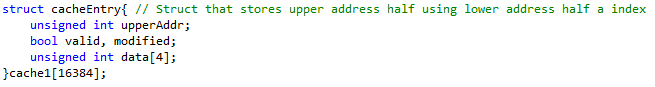 struct cacheEntry{ // Struct that stores upper address half using lower address half a index
unsigned int upperAddr;
bool valid, modified;
unsigned int data[4];
}cache1[16384];